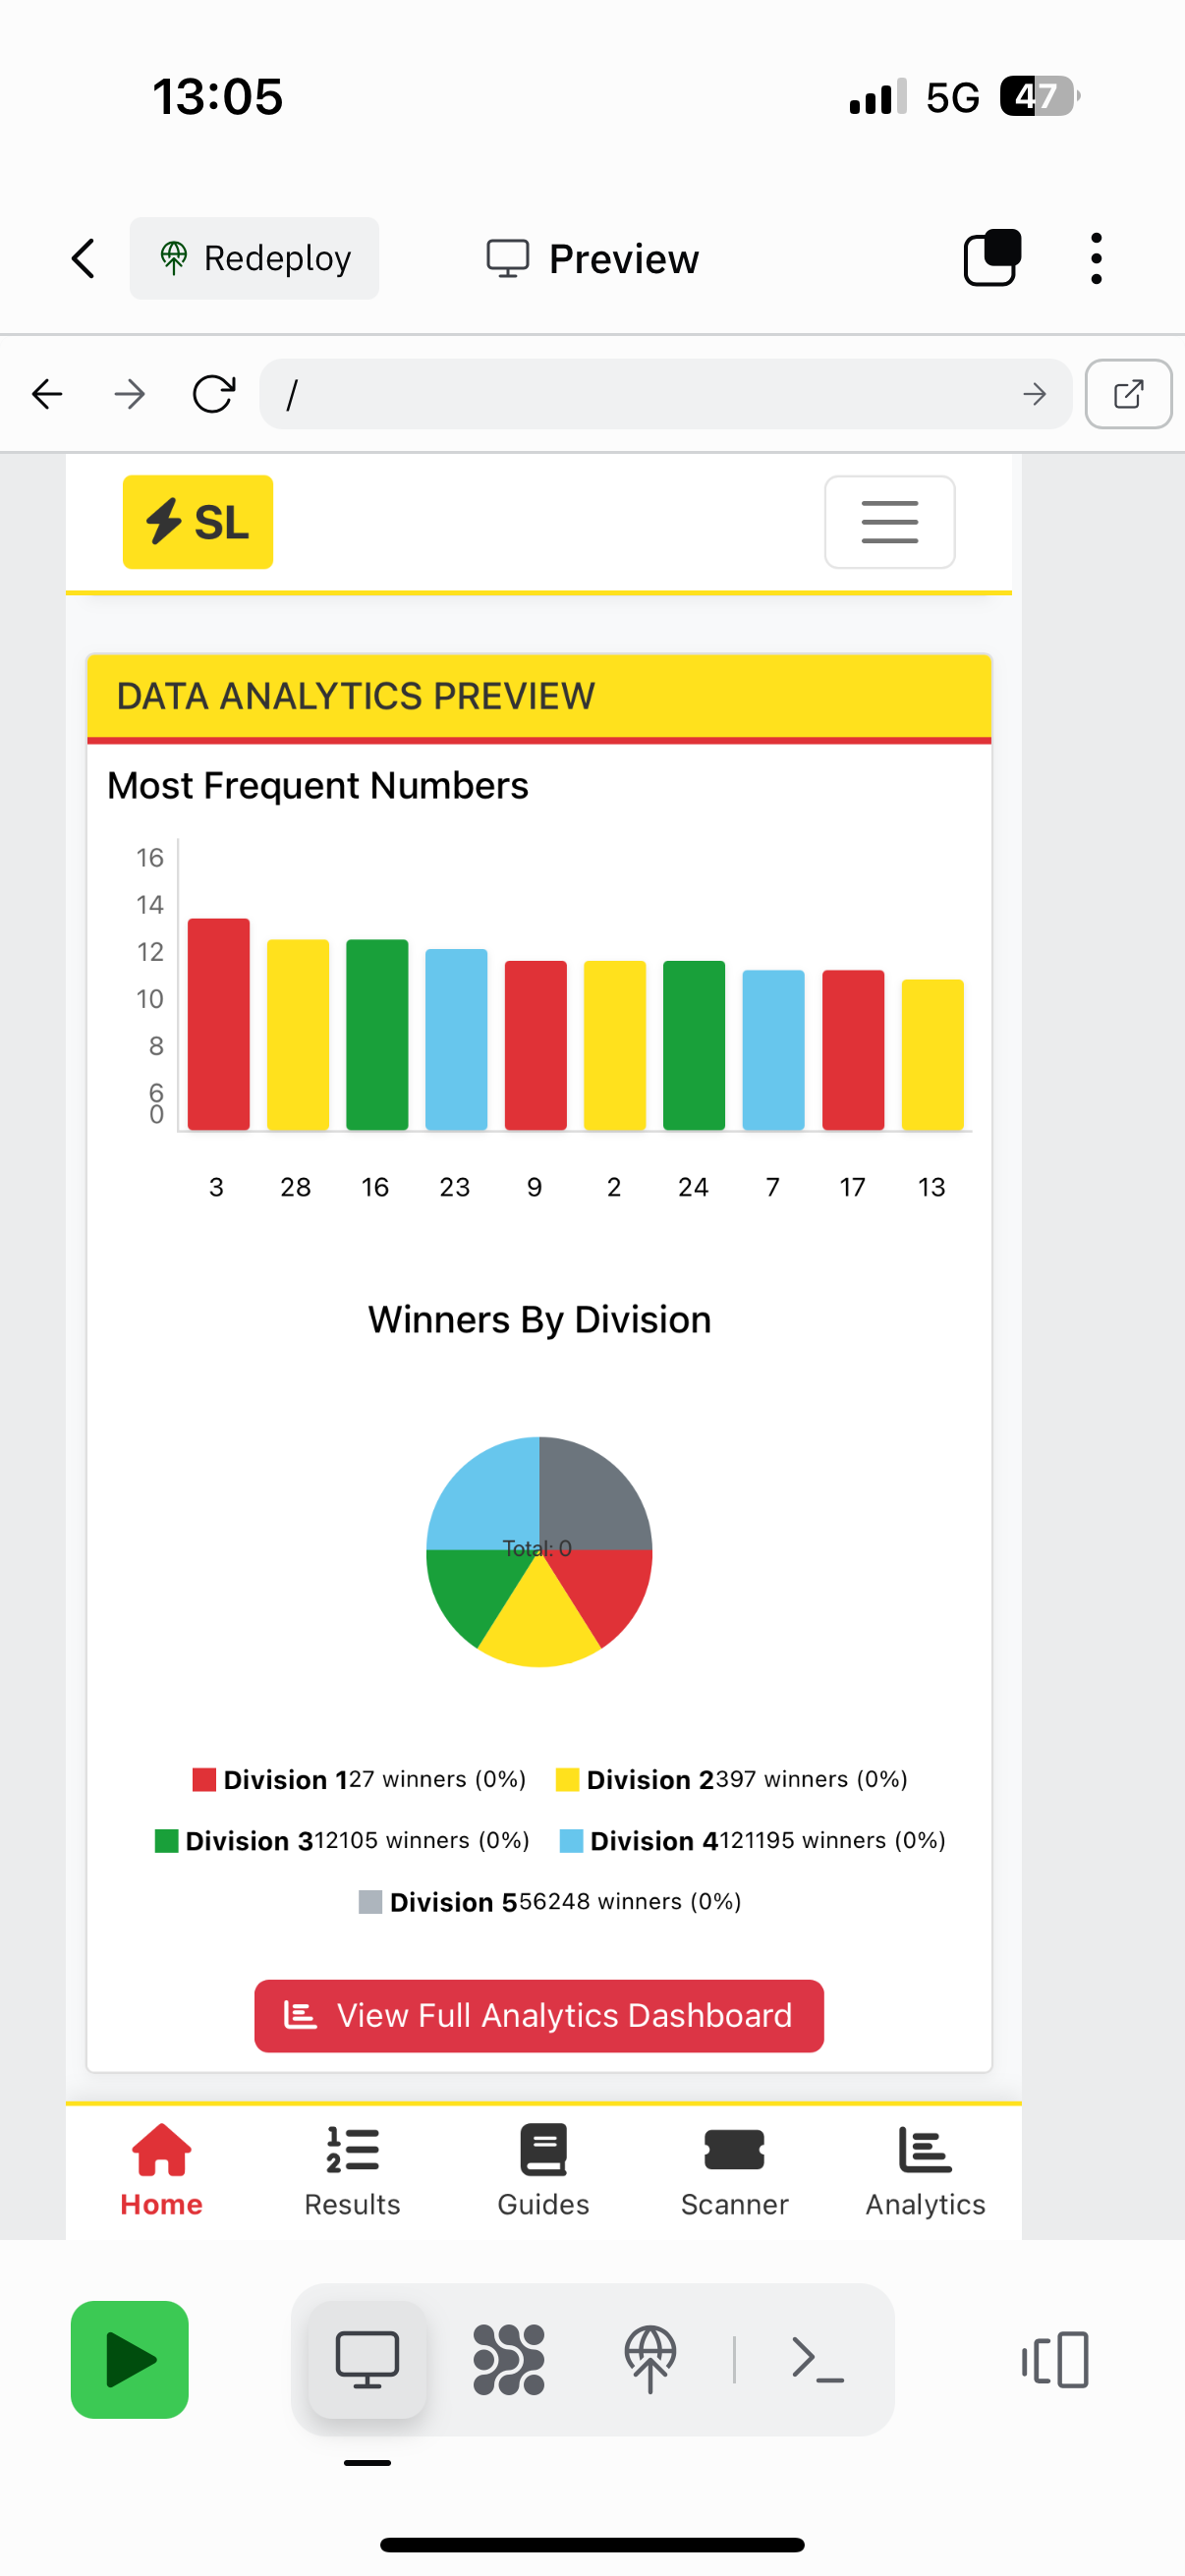 13:05 5G 47
Redeploy Preview
/
SL
DATA ANALYTICS PREVIEW
Most Frequent Numbers
16
14
12
10
8
6
0
3 28 16 23 9 2 24 7 17 13
Winners By Division
Total: 0
Division 127 winners (0%) Division 2397 winners (0%)
Division 312105 winners (0%) Division 4121195 winners (0%)
Division 556248 winners (0%)
View Full Analytics Dashboard
Home Results Guides Scanner Analytics